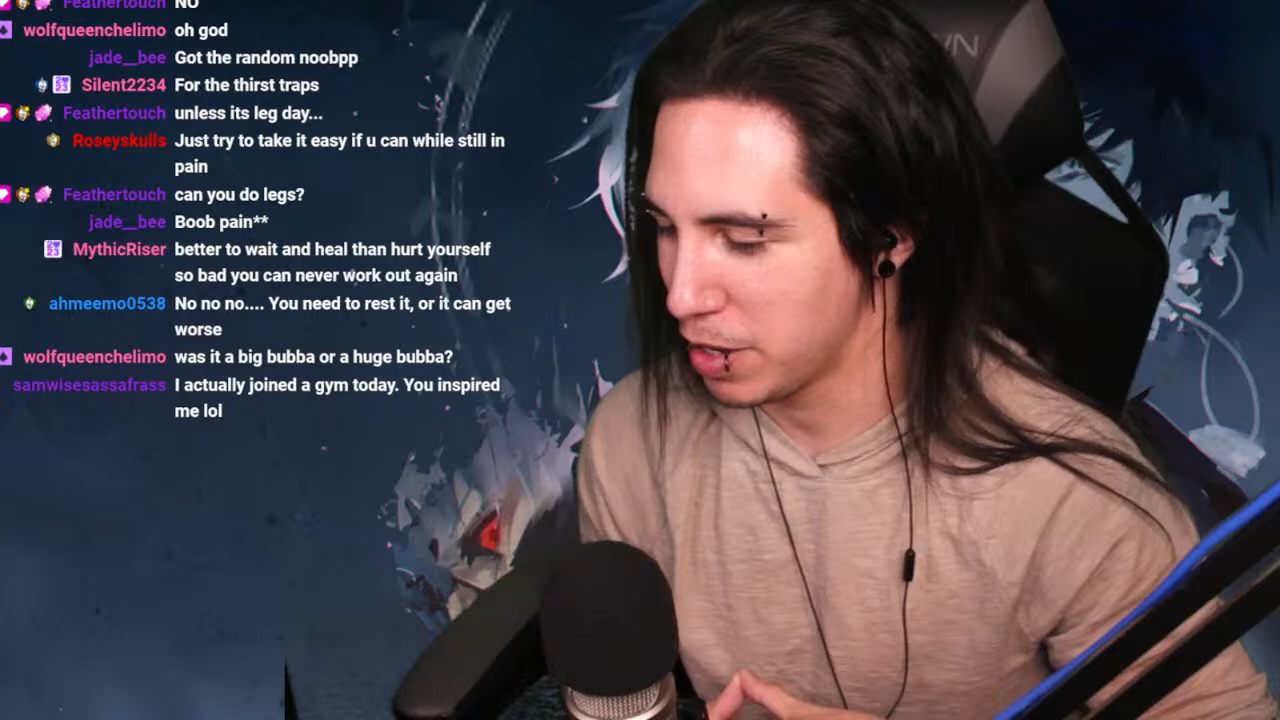 Feathertouch NO
wolfqueenchelimo oh god
jade__bee Got the random noobpp
Silent2234 For the thirst traps
Feathertouch unless its leg day...
Roseyskulls Just try to take it easy if u can while still in
pain
Feathertouch can you do legs?
jade__bee Boob pain**
MythicRiser better to wait and heal than hurt yourself
so bad you can never work out again
ahmeemo0538 No no no.... You need to rest it, or it can get
worse
wolfqueenchelimo was it a big bubba or a huge bubba?
samwisesassafrass I actually joined a gym today. You inspired
me lol